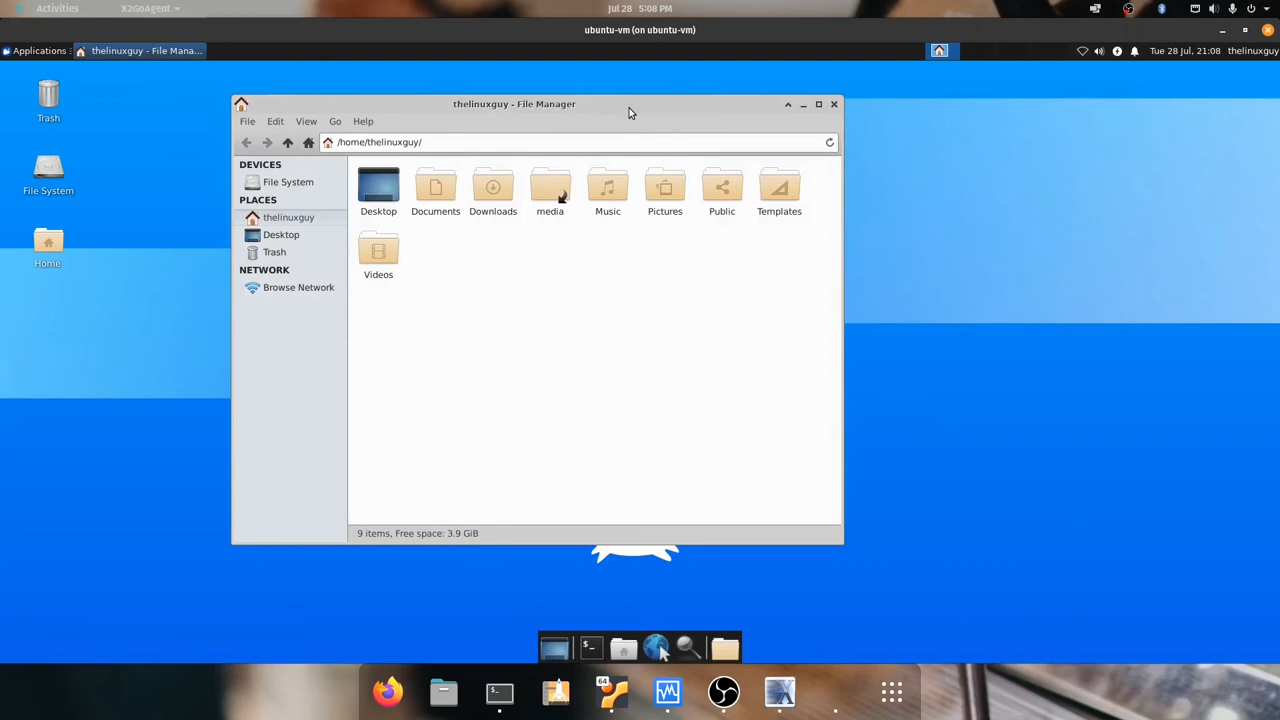 Activities
X2GoAgent
Jul 28 5:08 PM
ubuntu-vm (on ubuntu-vm)
Applications
thelinuxguy - File Mana...
Tue 28 Jul, 21:08 thelinuxguy
Trash
File System
Home
thelinuxguy - File Manager
File Edit View Go Help
/home/thelinuxguy/
DEVICES
File System
PLACES
thelinuxguy
Desktop
Trash
NETWORK
Browse Network
Desktop Documents Downloads media Music Pictures Public Templates
Videos
9 items, Free space: 3.9 GiB
64